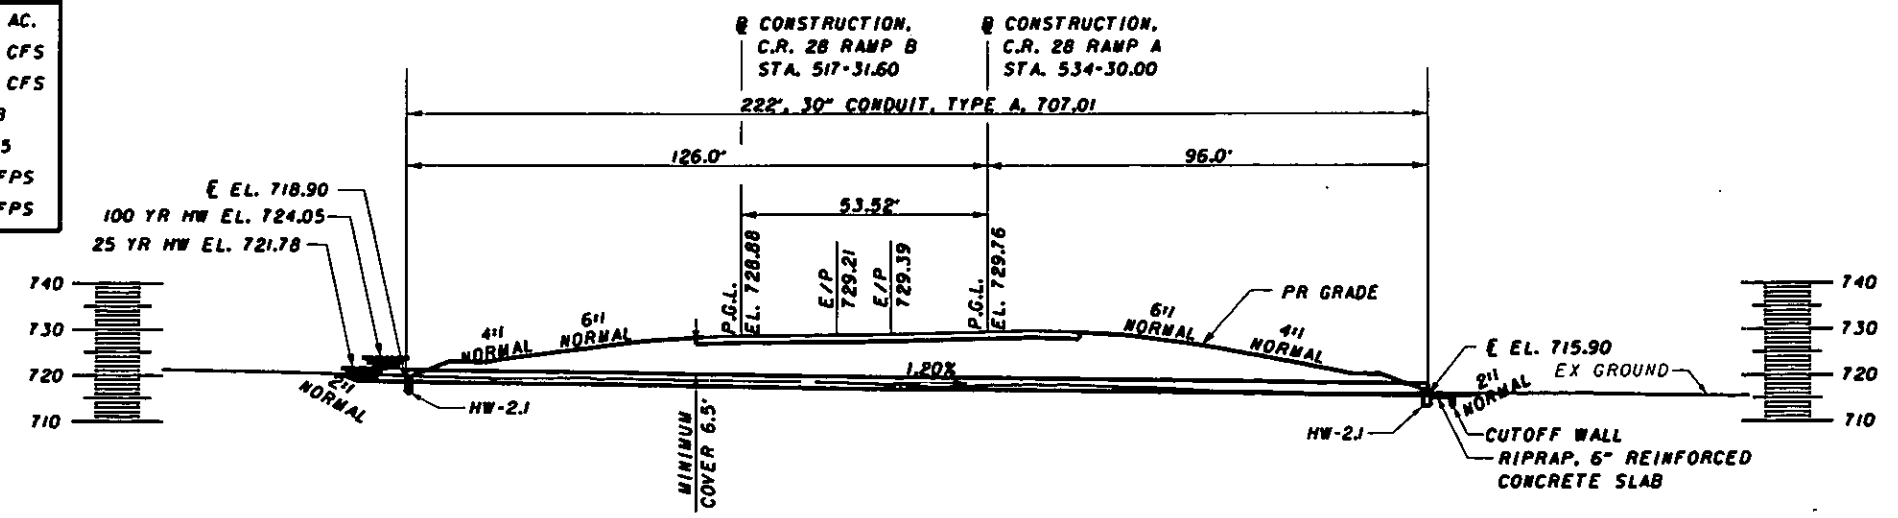 AC.
CFS
CFS
5
FPS
FPS
CONSTRUCTION,
C.R. 28 RAMP B
STA. 517+31.60
CONSTRUCTION,
C.R. 28 RAMP A
STA. 534+30.00
222', 30" CONDUIT, TYPE A, 707.01
126.0'
96.0'
53.52'
₠ EL. 718.90
100 YR HW EL. 724.05
25 YR HW EL. 721.78
P.G.L.
EL. 728.88
E/P
729.21
E/P
729.39
P.G.L.
EL. 729.76
PR GRADE
740
730
720
710
4:1
NORMAL
6:1
NORMAL
6:1
NORMAL
4:1
NORMAL
1.20%
2:1
NORMAL
HW-2.1
MINIMUM
COVER 6.5'
₠ EL. 715.90
EX GROUND
2:1
NORMAL
HW-2.1
CUTOFF WALL
RIPRAP, 6" REINFORCED
CONCRETE SLAB
740
730
720
710